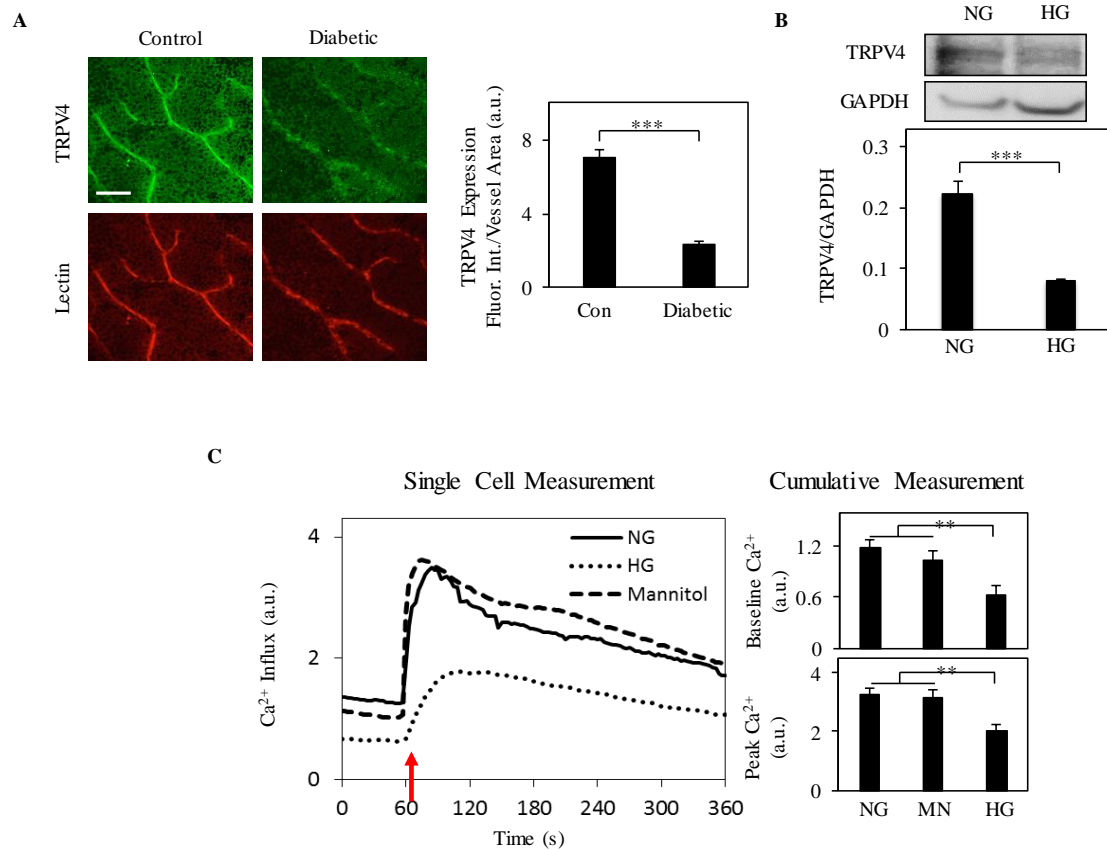 A
Control
Diabetic
TRPV4
Lectin
TRPV4 Expression
Fluor. Int./Vessel Area (a.u.)
8
4
0
***
Con
Diabetic
B
NG
HG
TRPV4
GAPDH
TRPV4/GAPDH
0.3
0.2
0.1
0
***
NG
HG
C
Single Cell Measurement
Ca²⁺ Influx (a.u.)
4
2
0
NG
HG
Mannitol
0
60
120
180
240
300
360
Time (s)
Cumulative Measurement
Baseline Ca²⁺
(a.u.)
1.2
0.6
0
**
Peak Ca²⁺
(a.u.)
4
2
0
**
NG
MN
HG